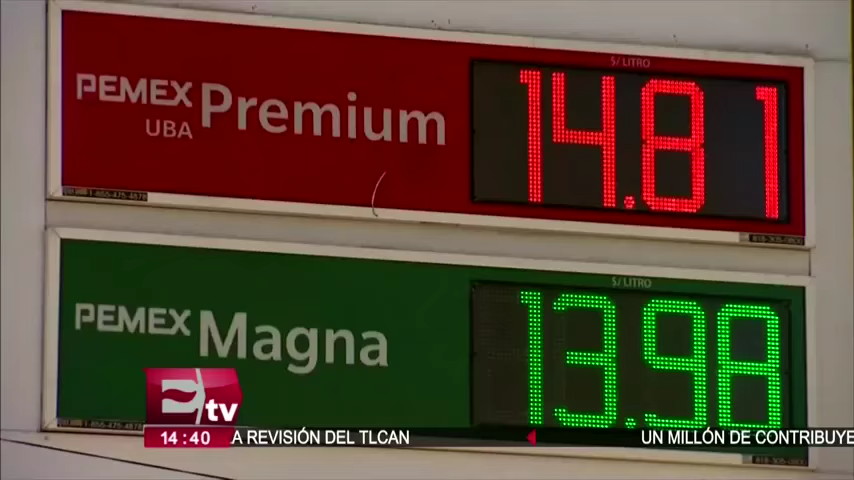 S/ LITRO
PEMEX Premium 14.81
UBA
S/ LITRO
PEMEX Magna 13.98
tv
14:40 A REVISIÓN DEL TLCAN UN MILLÓN DE CONTRIBUYE